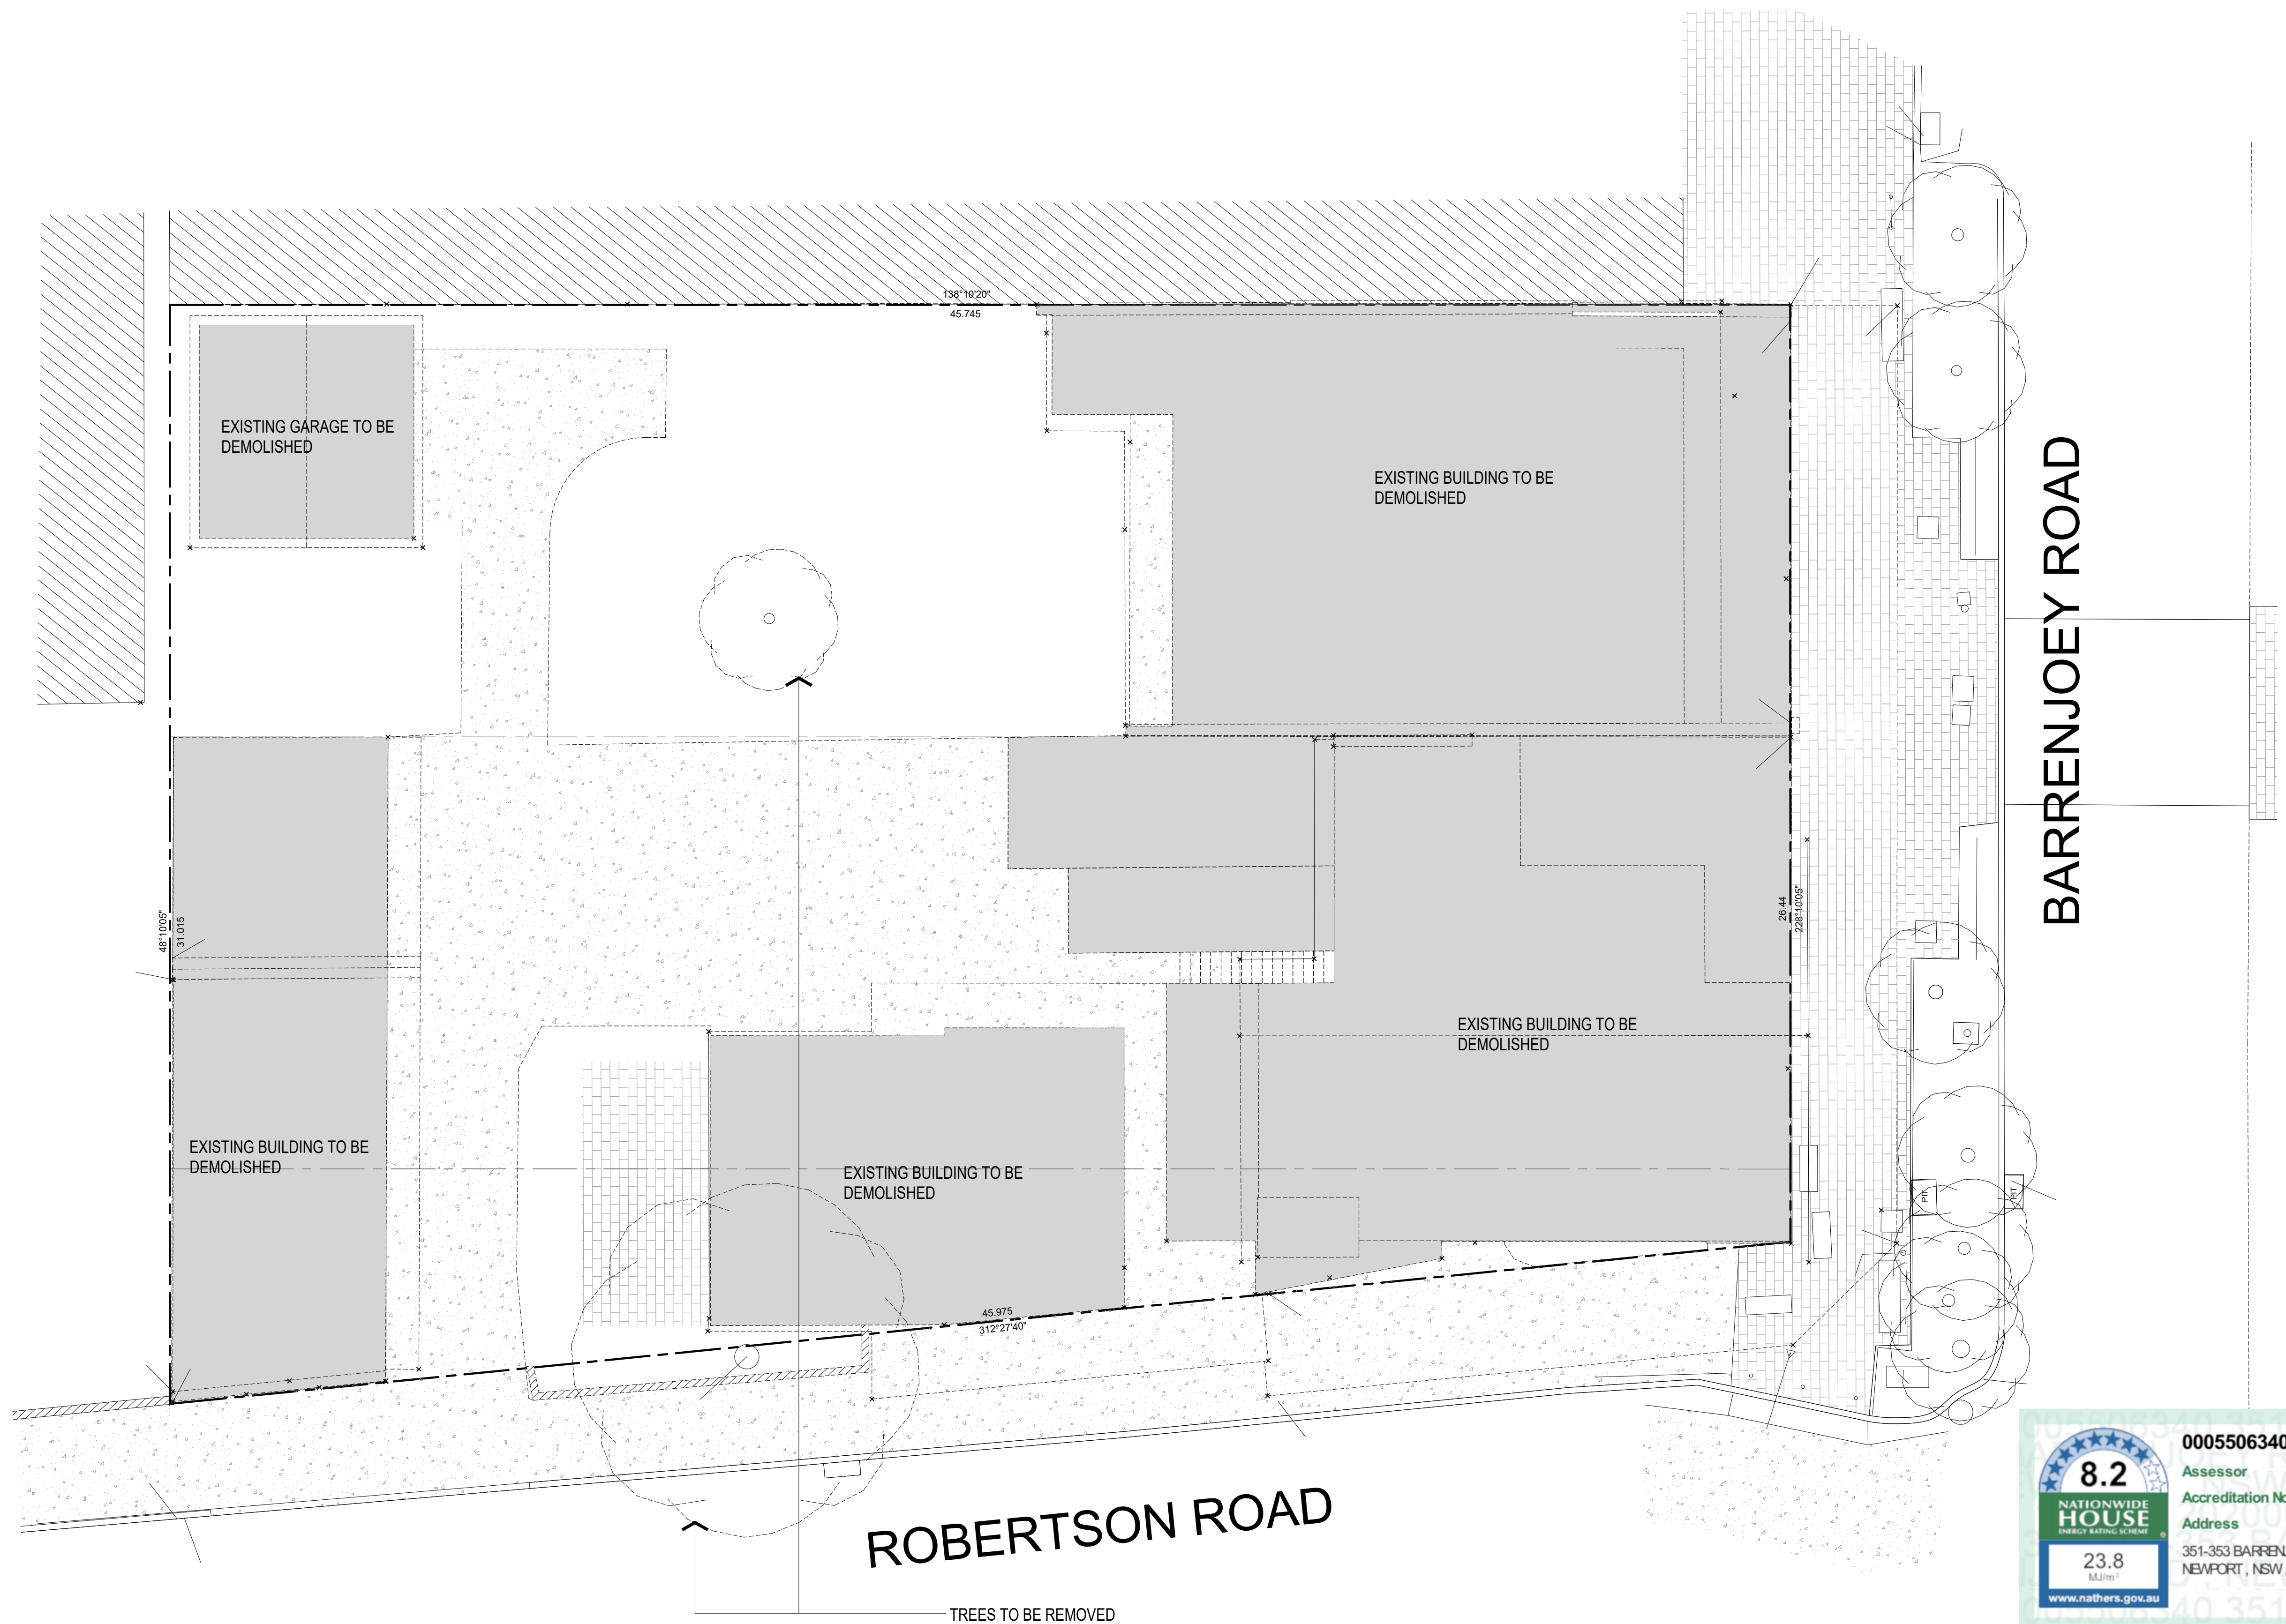 138°10'20"
45.745
EXISTING GARAGE TO BE
DEMOLISHED
EXISTING BUILDING TO BE
DEMOLISHED
BARRENJOEY ROAD
48°10'05"
31.015
26.44
228°10'05"
EXISTING BUILDING TO BE
DEMOLISHED
EXISTING BUILDING TO BE
DEMOLISHED
EXISTING BUILDING TO BE
DEMOLISHED
PIT
PIT
45.975
312°27'40"
ROBERTSON ROAD
TREES TO BE REMOVED
8.2
NATIONWIDE
HOUSE
ENERGY RATING SCHEME
23.8
MJ/m²
www.nathers.gov.au
0005506340
Assessor
Accreditation No
Address
351-353 BARREN
NEWPORT , NSW ,